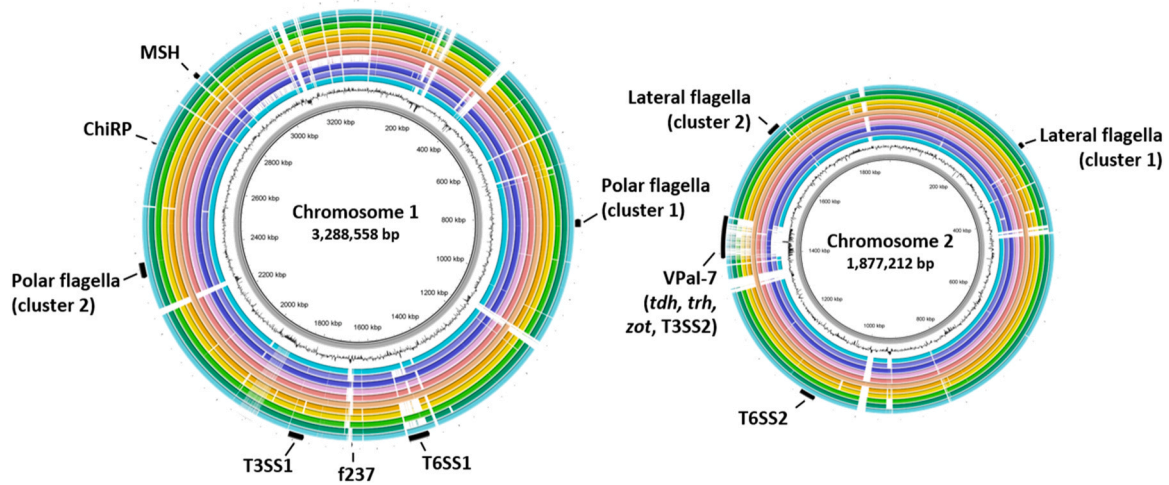 MSH
ChiRP
Polar flagella
(cluster 2)
T3SS1
f237
T6SS1
Polar flagella
(cluster 1)
Chromosome 1
3,288,558 bp
200 kbp
400 kbp
600 kbp
800 kbp
1000 kbp
1200 kbp
1400 kbp
1600 kbp
1800 kbp
2000 kbp
2200 kbp
2400 kbp
2600 kbp
2800 kbp
3000 kbp
3200 kbp
Lateral flagella
(cluster 2)
Lateral flagella
(cluster 1)
VPaI-7
(tdh, trh,
zot, T3SS2)
T6SS2
Chromosome 2
1,877,212 bp
200 kbp
400 kbp
600 kbp
800 kbp
1000 kbp
1200 kbp
1400 kbp
1600 kbp
1800 kbp